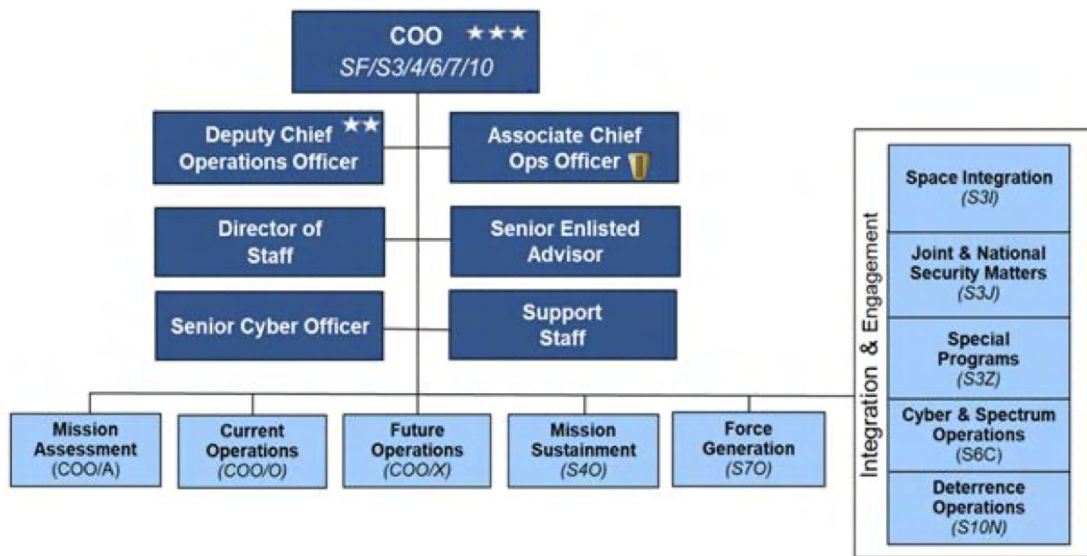 COO
SF/S3/4/6/7/10
Deputy Chief
Operations Officer
Associate Chief
Ops Officer
Director of
Staff
Senior Enlisted
Advisor
Senior Cyber Officer
Support
Staff
Mission
Assessment
(COO/A)
Current
Operations
(COO/O)
Future
Operations
(COO/X)
Mission
Sustainment
(S4O)
Force
Generation
(S7O)
Integration & Engagement
Space Integration
(S3I)
Joint & National
Security Matters
(S3J)
Special
Programs
(S3Z)
Cyber & Spectrum
Operations
(S6C)
Deterrence
Operations
(S10N)